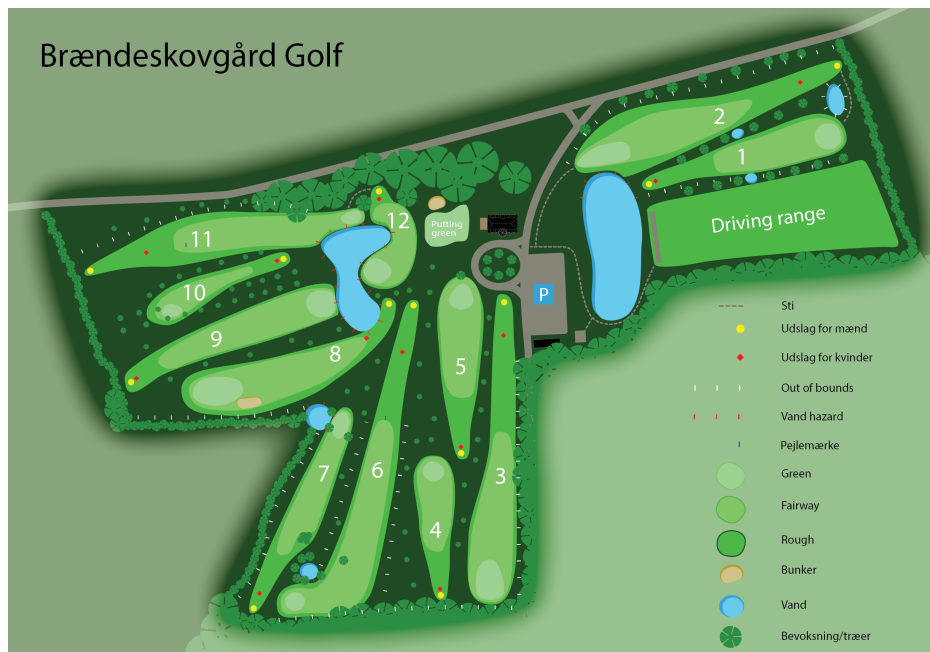 Brændeskovgård Golf
2
1
12
Putting
green
11
Driving range
10
P
9
8
5
7
6
3
4
Sti
Udslag for mænd
Udslag for kvinder
Out of bounds
Vand hazard
Pejlemærke
Green
Fairway
Rough
Bunker
Vand
Bevoksning/træer